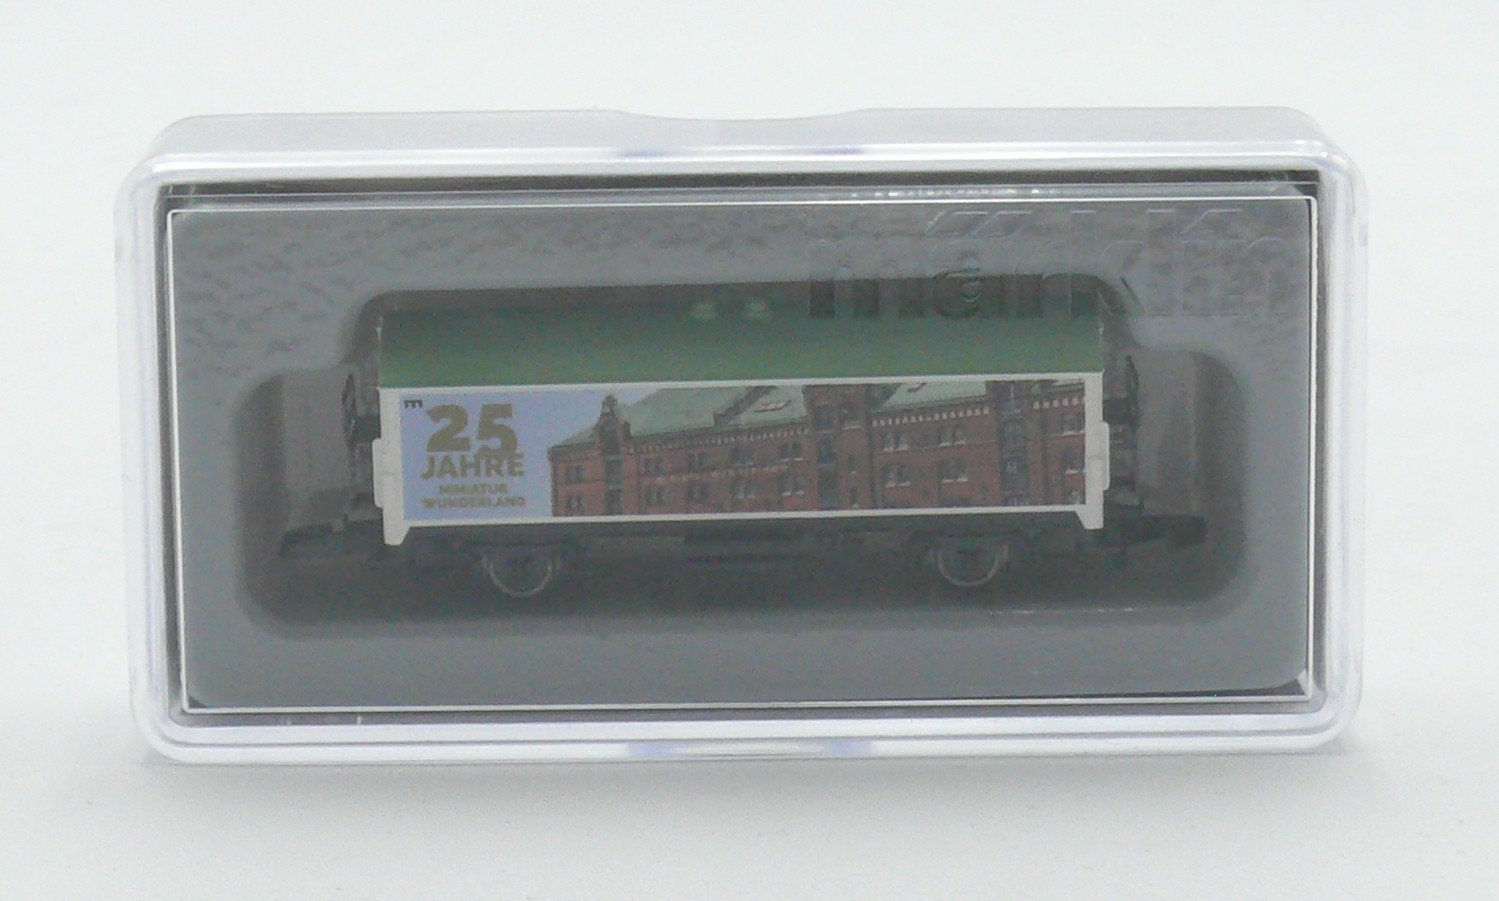 märklin
25
JAHRE
MINIATUR
WUNDERLAND